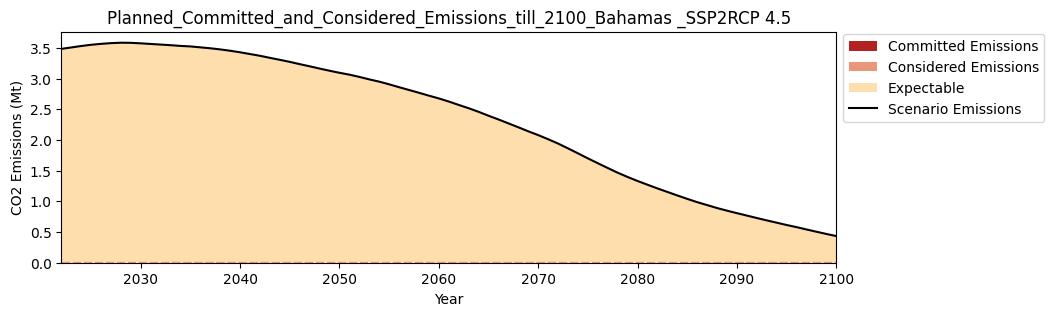 Planned_Committed_and_Considered_Emissions_till_2100_Bahamas _SSP2RCP 4.5
CO2 Emissions (Mt)
3.5
3.0
2.5
2.0
1.5
1.0
0.5
0.0
2030 2040 2050 2060 2070 2080 2090 2100
Year
Committed Emissions
Considered Emissions
Expectable
Scenario Emissions